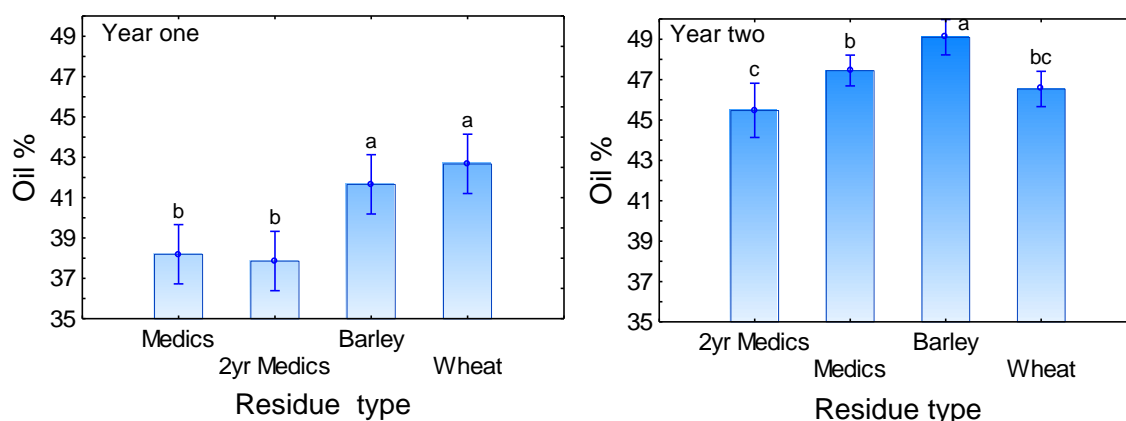 Year one
Oil %
49
47
45
43
41
39
37
35
b
b
a
a
Medics
2yr Medics
Barley
Wheat
Residue type
Year two
Oil %
49
47
45
43
41
39
37
35
c
b
a
bc
2yr Medics
Medics
Barley
Wheat
Residue type